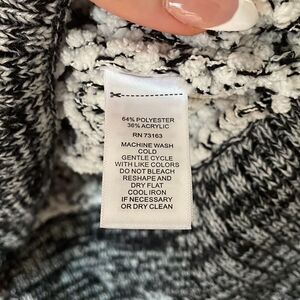 64% POLYESTER
36% ACRYLIC
RN 73163
MACHINE WASH
COLD
GENTLE CYCLE
WITH LIKE COLORS
DO NOT BLEACH
RESHAPE AND
DRY FLAT
COOL IRON
IF NECESSARY
OR DRY CLEAN